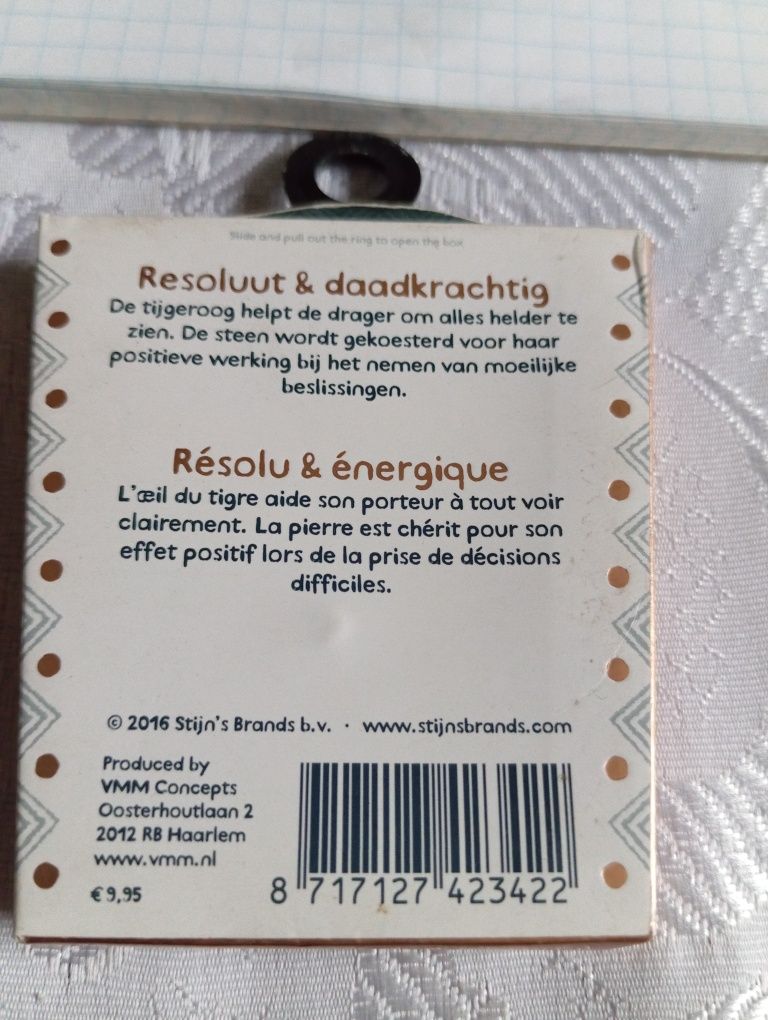 Slide and pull out the ring to open the box
Resoluut & daadkrachtig
De tijgeroog helpt de drager om alles helder te
zien. De steen wordt gekoesterd voor haar
positieve werking bij het nemen van moeilijke
beslissingen.
Résolu & énergique
L'œil du tigre aide son porteur à tout voir
clairement. La pierre est chérit pour son
effet positif lors de la prise de décisions
difficiles.
© 2016 Stijn's Brands b.v. · www.stijnsbrands.com
Produced by
VMM Concepts
Oosterhoutlaan 2
2012 RB Haarlem
www.vmm.nl
€ 9,95
8 717127 423422